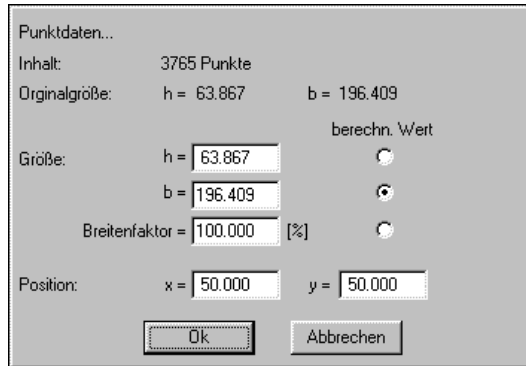 Punktdaten...
Inhalt: 3765 Punkte
Orginalgröße: h = 63.867 b = 196.409
berechn. Wert
Größe: h = 63.867
b = 196.409
Breitenfaktor = 100.000 [%]
Position: x = 50.000 y = 50.000
Ok Abbrechen